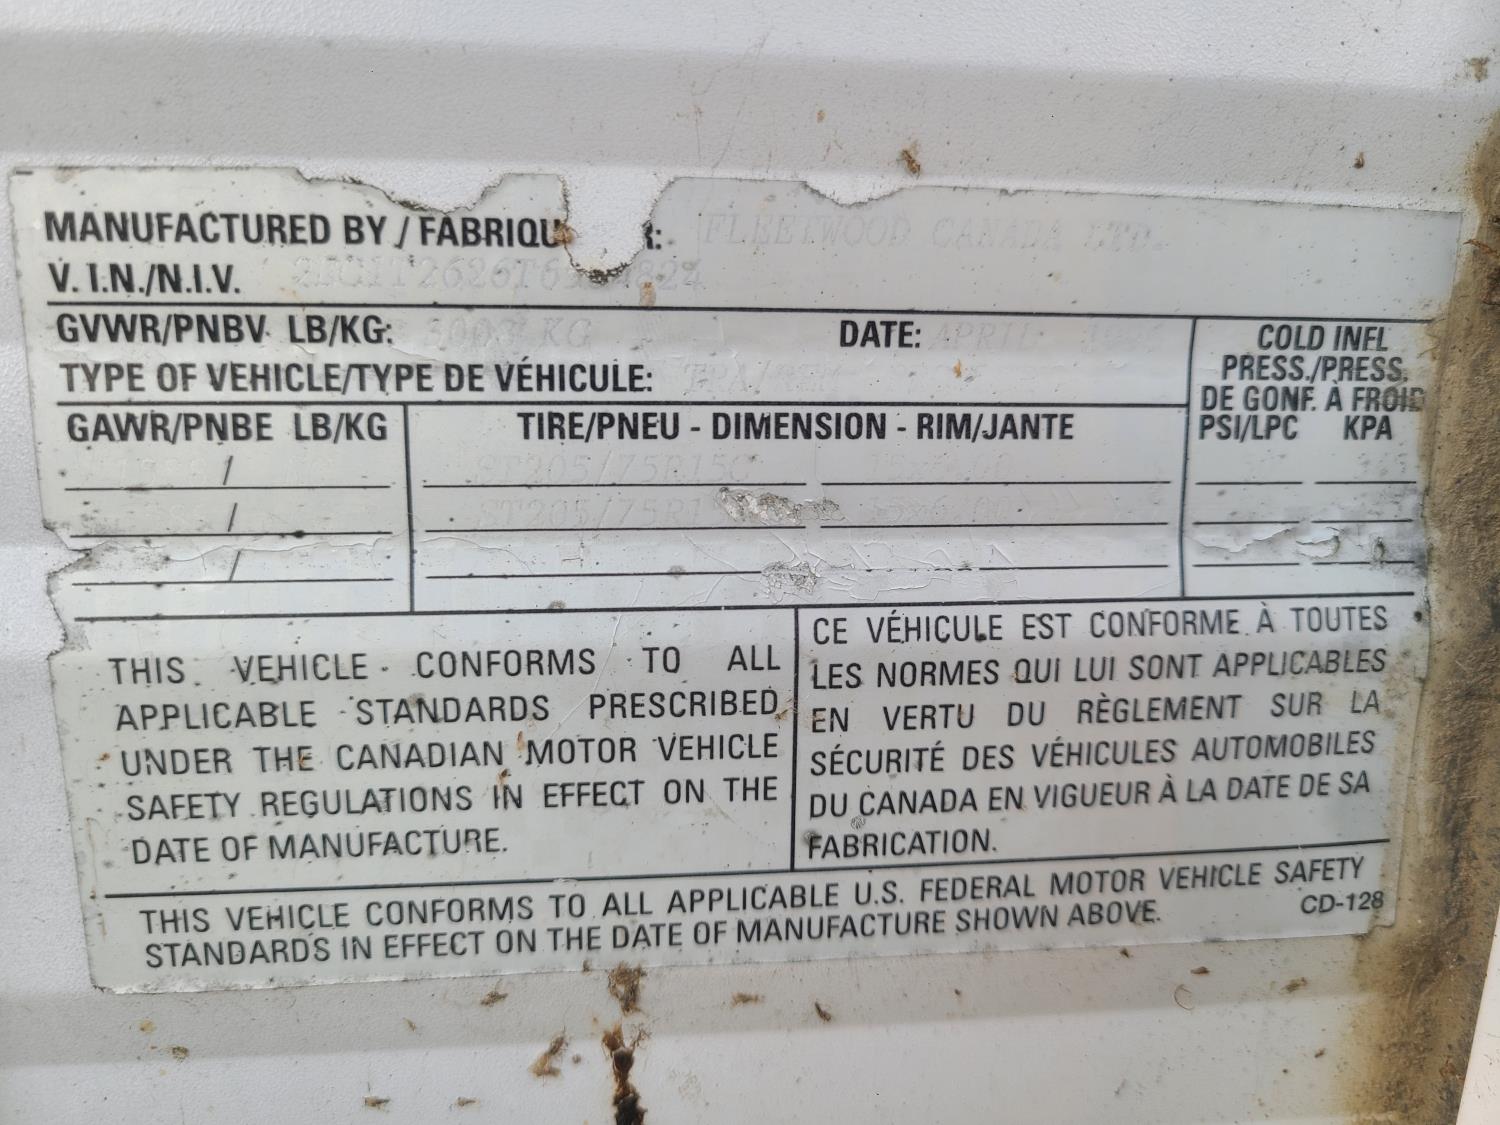 MANUFACTURED BY / FABRIQU R: FLEETWOOD CANADA LTD.
V. I.N./N.I.V.
GVWR/PNBV LB/KG: KG DATE: APRIL
TYPE OF VEHICLE/TYPE DE VÉHICULE:
COLD INFL
PRESS./PRESS.
DE GONF. À FROID
PSI/LPC KPA
GAWR/PNBE LB/KG TIRE/PNEU - DIMENSION - RIM/JANTE
/ ST205/75R15C
/ ST205/75R15
/
THIS VEHICLE CONFORMS TO ALL
APPLICABLE STANDARDS PRESCRIBED
UNDER THE CANADIAN MOTOR VEHICLE
SAFETY REGULATIONS IN EFFECT ON THE
DATE OF MANUFACTURE.
CE VÉHICULE EST CONFORME À TOUTES
LES NORMES QUI LUI SONT APPLICABLES
EN VERTU DU RÈGLEMENT SUR LA
SÉCURITÉ DES VÉHICULES AUTOMOBILES
DU CANADA EN VIGUEUR À LA DATE DE SA
FABRICATION.
THIS VEHICLE CONFORMS TO ALL APPLICABLE U.S. FEDERAL MOTOR VEHICLE SAFETY
STANDARDS IN EFFECT ON THE DATE OF MANUFACTURE SHOWN ABOVE.
CD-128